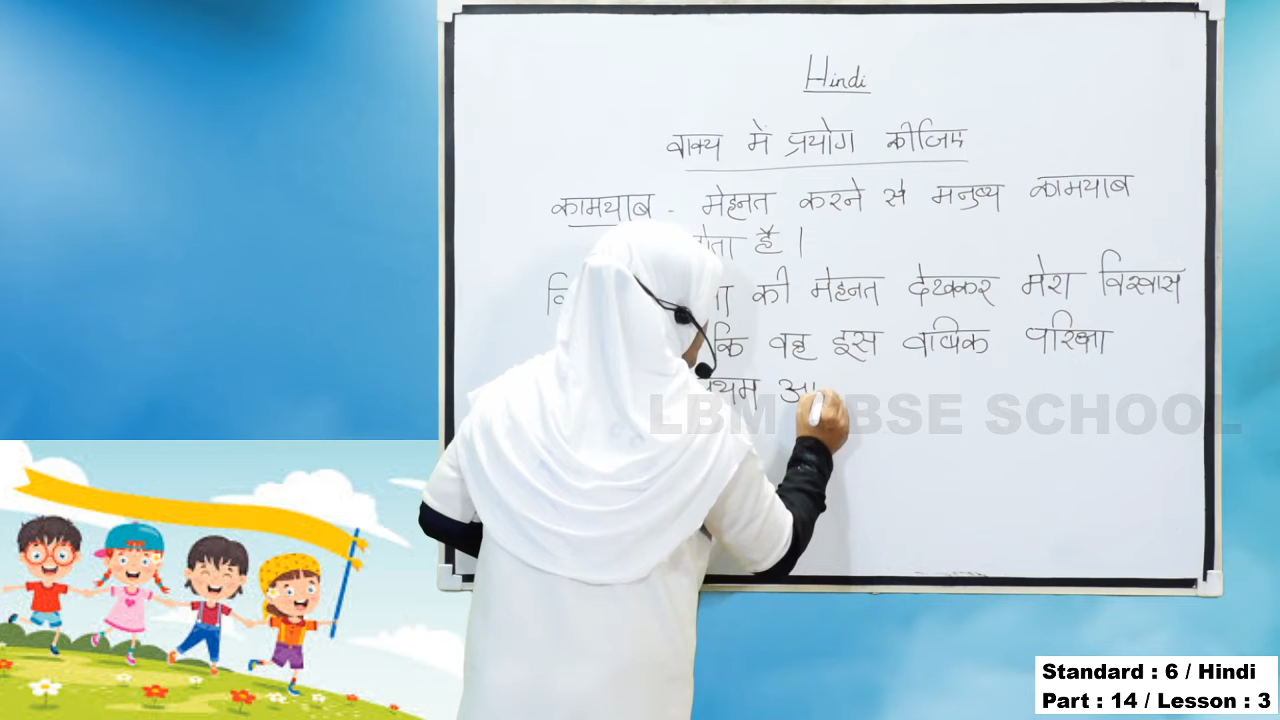 Hindi
वाक्य में प्रयोग कीजिए
कामयाब - मेहनत करने से मनुष्य कामयाब
होता है |
की मेहनत देखकर मेरा विश्वास
कि वह इस वार्षिक परिक्षा
प्रथम
LBM CBSE SCHOOL
Standard : 6 / Hindi
Part : 14 / Lesson : 3